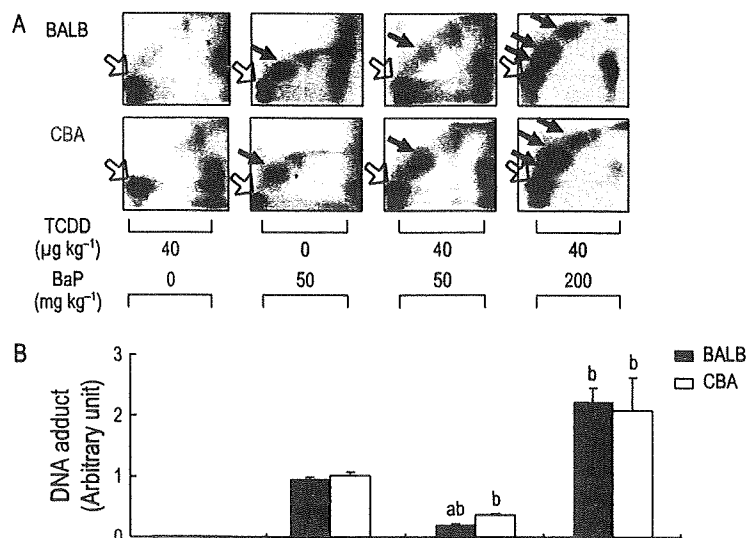 A
BALB
CBA
TCDD
(µg kg⁻¹)
40 0 40 40
BaP
(mg kg⁻¹)
0 50 50 200
B
DNA adduct
(Arbitrary unit)
3
2
1
0
ab b b b
BALB
CBA